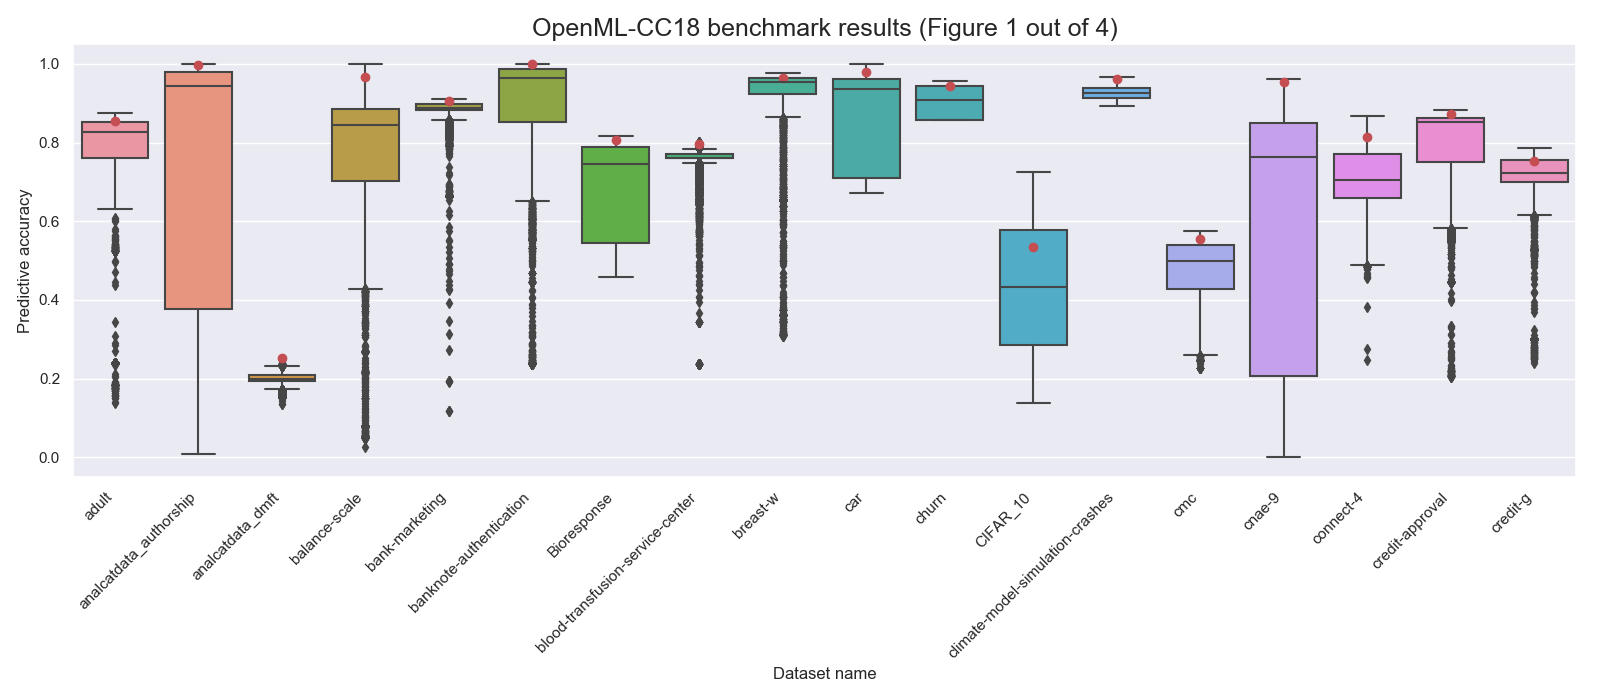 OpenML-CC18 benchmark results (Figure 1 out of 4)
Predictive accuracy
1.0
0.8
0.6
0.4
0.2
0.0
adult
analcatdata_authorship
analcatdata_dmft
balance-scale
bank-marketing
banknote-authentication
Bioresponse
blood-transfusion-service-center
breast-w
car
churn
CIFAR_10
climate-model-simulation-crashes
cmc
cnae-9
connect-4
credit-approval
credit-g
Dataset name